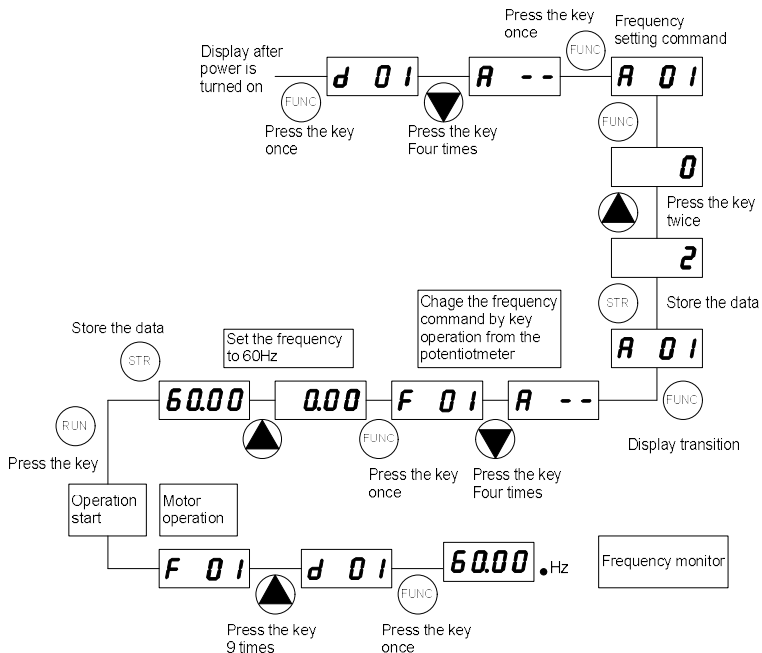 Display after
power is
turned on
FUNC
Press the key
once
d 01
Press the key
Four times
A --
Press the key
once
FUNC
Frequency
setting command
A 01
FUNC
0
Press the key
twice
2
STR
Store the data
A 01
FUNC
Display transition
Chage the frequency
command by key
operation from the
potentiotmeter
A --
Press the key
Four times
F 01
FUNC
Press the key
once
Set the frequency
to 60Hz
0.00
60.00
Store the data
STR
RUN
Press the key
Operation
start
Motor
operation
F 01
Press the key
9 times
d 01
FUNC
Press the key
once
60.00
.Hz
Frequency monitor